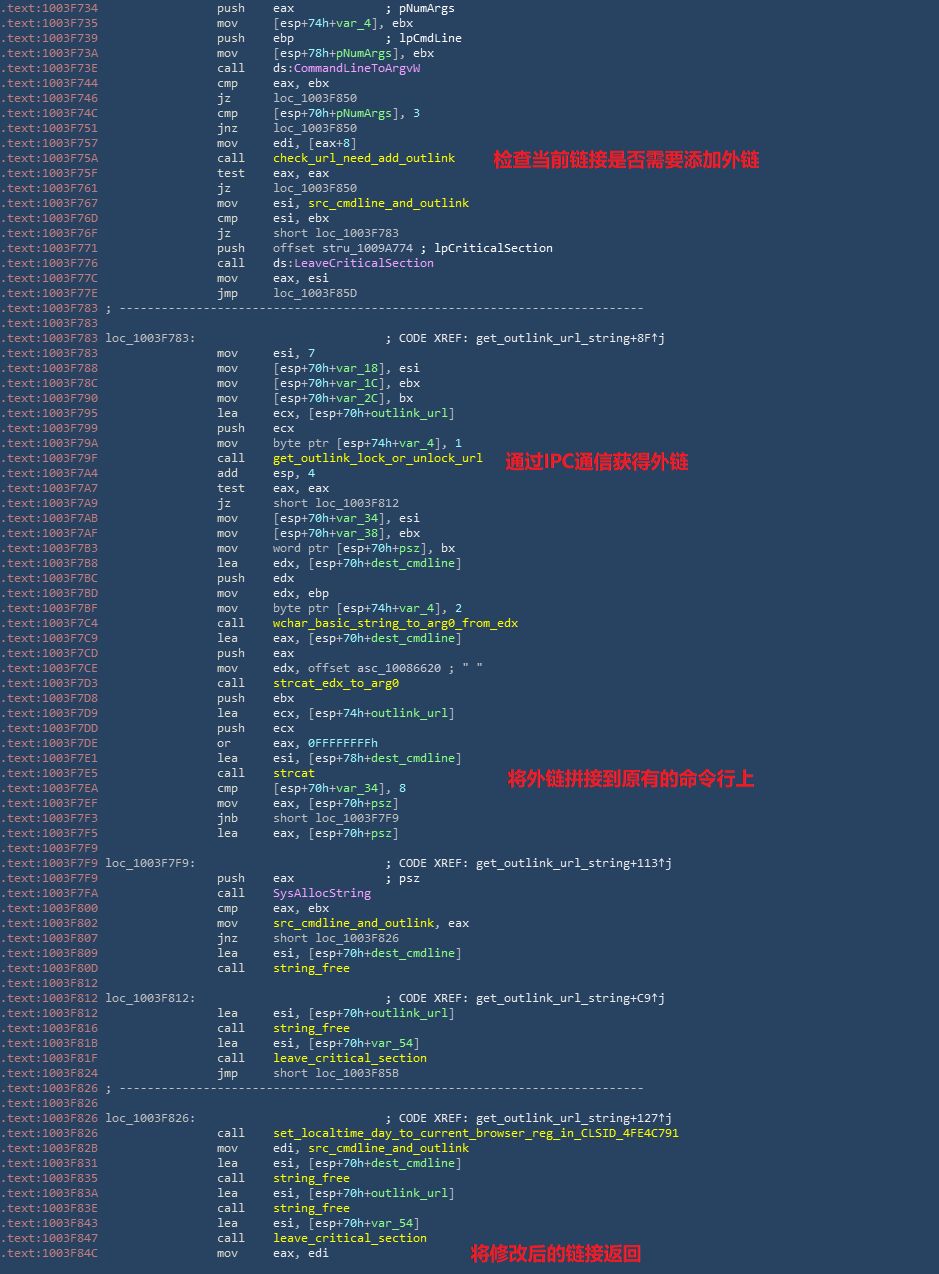 .text:1003F734 push eax ; pNumArgs
.text:1003F735 mov [esp+74h+var_4], ebx
.text:1003F739 push ebp ; lpCmdLine
.text:1003F73A mov [esp+78h+pNumArgs], ebx
.text:1003F73E call ds:CommandLineToArgvW
.text:1003F744 cmp eax, ebx
.text:1003F746 jz loc_1003F850
.text:1003F74C cmp [esp+70h+pNumArgs], 3
.text:1003F751 jnz loc_1003F850
.text:1003F757 mov edi, [eax+8]
.text:1003F75A call check_url_need_add_outlink 检查当前链接是否需要添加外链
.text:1003F75F test eax, eax
.text:1003F761 jz loc_1003F850
.text:1003F767 mov esi, src_cmdline_and_outlink
.text:1003F76D cmp esi, ebx
.text:1003F76F jz short loc_1003F783
.text:1003F771 push offset stru_1009A774 ; lpCriticalSection
.text:1003F776 call ds:LeaveCriticalSection
.text:1003F77C mov eax, esi
.text:1003F77E jmp loc_1003F85D
.text:1003F783 ; ---------------------------------------------------------------------------
.text:1003F783
.text:1003F783 loc_1003F783: ; CODE XREF: get_outlink_url_string+8F↑j
.text:1003F783 mov esi, 7
.text:1003F788 mov [esp+70h+var_18], esi
.text:1003F78C mov [esp+70h+var_1C], ebx
.text:1003F790 mov [esp+70h+var_2C], bx
.text:1003F795 lea ecx, [esp+70h+outlink_url]
.text:1003F799 push ecx
.text:1003F79A mov byte ptr [esp+74h+var_4], 1
.text:1003F79F call get_outlink_lock_or_unlock_url 通过IPC通信获得外链
.text:1003F7A4 add esp, 4
.text:1003F7A7 test eax, eax
.text:1003F7A9 jz short loc_1003F812
.text:1003F7AB mov [esp+70h+var_34], esi
.text:1003F7AF mov [esp+70h+var_38], ebx
.text:1003F7B3 mov word ptr [esp+70h+psz], bx
.text:1003F7B8 lea edx, [esp+70h+dest_cmdline]
.text:1003F7BC push edx
.text:1003F7BD mov edx, ebp
.text:1003F7BF mov byte ptr [esp+74h+var_4], 2
.text:1003F7C4 call wchar_basic_string_to_arg0_from_edx
.text:1003F7C9 lea eax, [esp+70h+dest_cmdline]
.text:1003F7CD push eax
.text:1003F7CE mov edx, offset asc_10086620 ; " "
.text:1003F7D3 call strcat_edx_to_arg0
.text:1003F7D8 push ebx
.text:1003F7D9 lea ecx, [esp+74h+outlink_url]
.text:1003F7DD push ecx
.text:1003F7DE or eax, 0FFFFFFFFh
.text:1003F7E1 lea esi, [esp+78h+dest_cmdline]
.text:1003F7E5 call strcat 将外链拼接到原有的命令行上
.text:1003F7EA cmp [esp+70h+var_34], 8
.text:1003F7EF mov eax, [esp+70h+psz]
.text:1003F7F3 jnb short loc_1003F7F9
.text:1003F7F5 lea eax, [esp+70h+psz]
.text:1003F7F9
.text:1003F7F9 loc_1003F7F9: ; CODE XREF: get_outlink_url_string+113↑j
.text:1003F7F9 push eax ; psz
.text:1003F7FA call SysAllocString
.text:1003F800 cmp eax, ebx
.text:1003F802 mov src_cmdline_and_outlink, eax
.text:1003F807 jnz short loc_1003F826
.text:1003F809 lea esi, [esp+70h+dest_cmdline]
.text:1003F80D call string_free
.text:1003F812
.text:1003F812 loc_1003F812: ; CODE XREF: get_outlink_url_string+C9↑j
.text:1003F812 lea esi, [esp+70h+outlink_url]
.text:1003F816 call string_free
.text:1003F81B lea esi, [esp+70h+var_54]
.text:1003F81F call leave_critical_section
.text:1003F824 jmp short loc_1003F85B
.text:1003F826 ; ---------------------------------------------------------------------------
.text:1003F826
.text:1003F826 loc_1003F826: ; CODE XREF: get_outlink_url_string+127↑j
.text:1003F826 call set_localtime_day_to_current_browser_reg_in_CLSID_4FE4C791
.text:1003F82B mov edi, src_cmdline_and_outlink
.text:1003F831 lea esi, [esp+70h+dest_cmdline]
.text:1003F835 call string_free
.text:1003F83A lea esi, [esp+70h+outlink_url]
.text:1003F83E call string_free
.text:1003F843 lea esi, [esp+70h+var_54]
.text:1003F847 call leave_critical_section
.text:1003F84C mov eax, edi 将修改后的链接返回